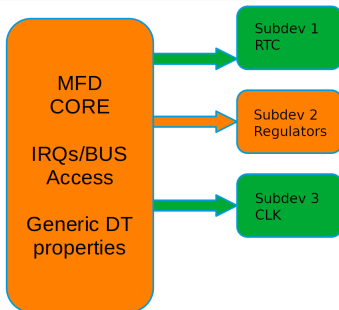 MFD
CORE
IRQs/BUS
Access
Generic DT
properties
Subdev 1
RTC
Subdev 2
Regulators
Subdev 3
CLK